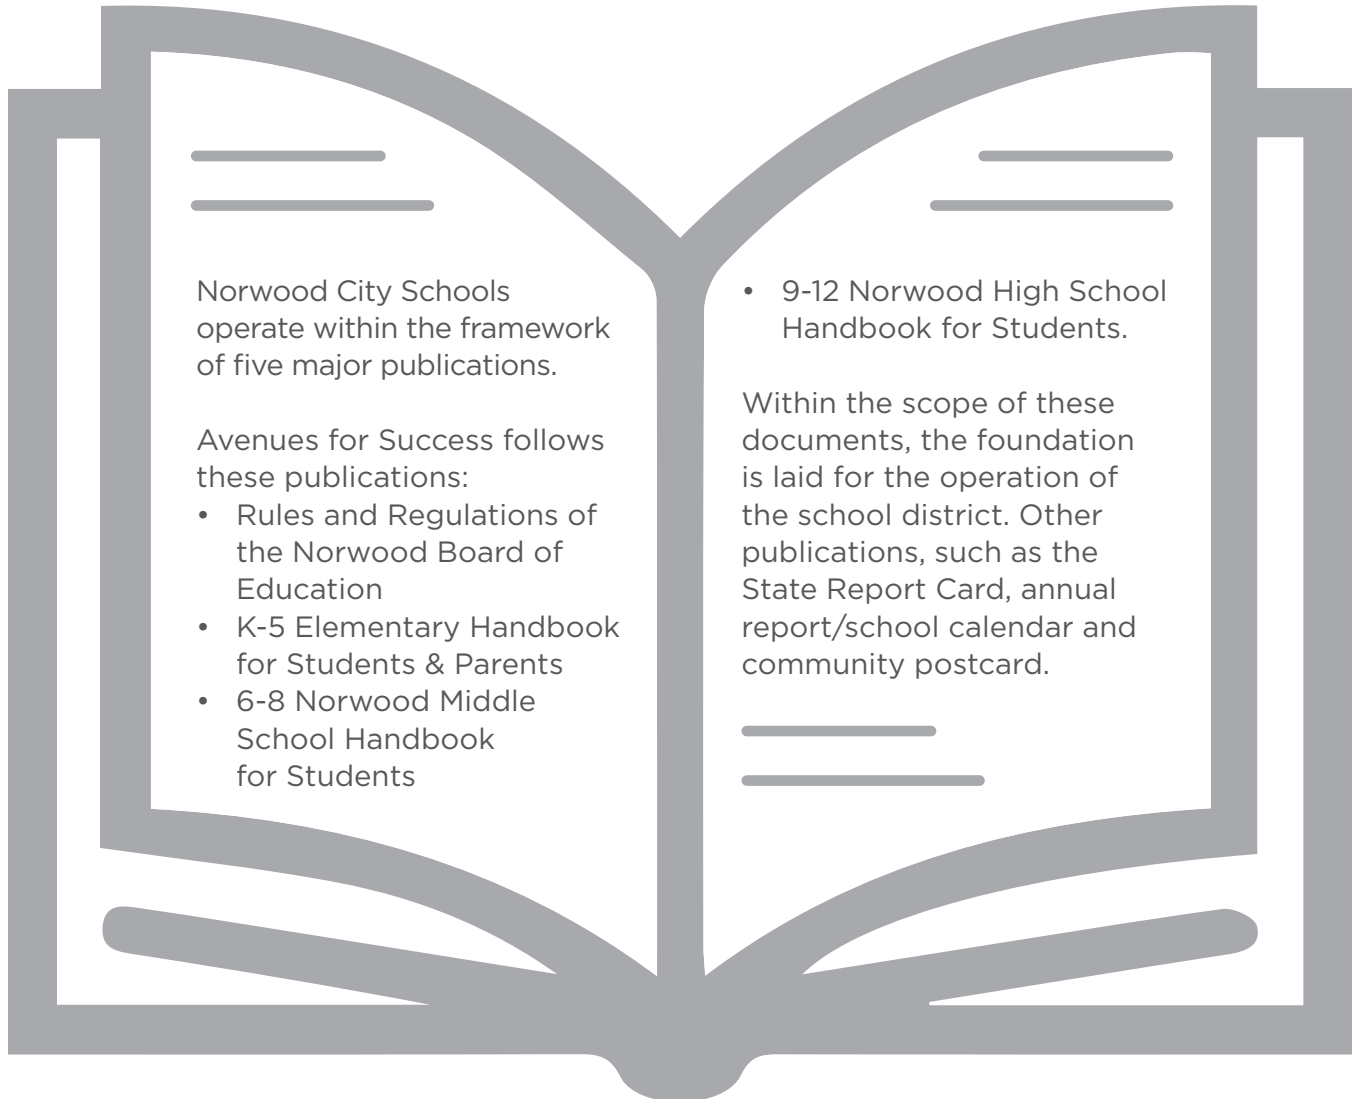 Norwood City Schools
operate within the framework
of five major publications.
Avenues for Success follows
these publications:
• Rules and Regulations of
the Norwood Board of
Education
• K-5 Elementary Handbook
for Students & Parents
• 6-8 Norwood Middle
School Handbook
for Students
• 9-12 Norwood High School
Handbook for Students.
Within the scope of these
documents, the foundation
is laid for the operation of
the school district. Other
publications, such as the
State Report Card, annual
report/school calendar and
community postcard.